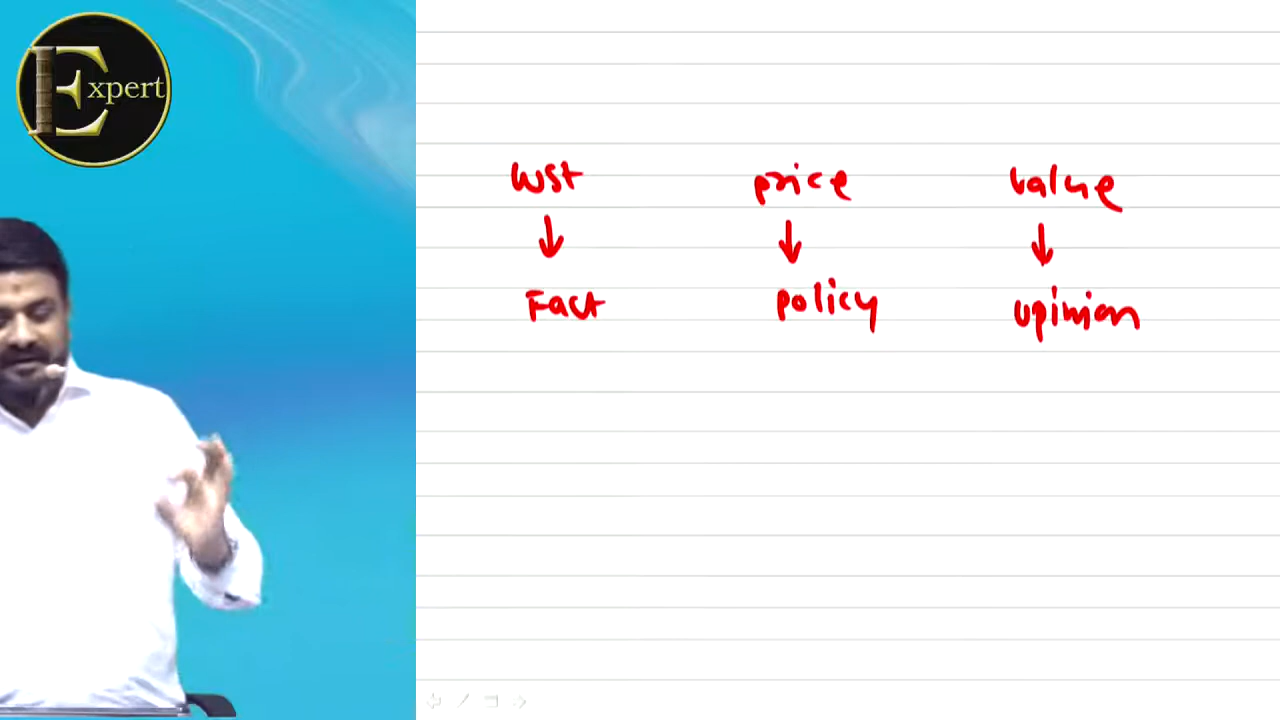 Expert
Cost price value
↓ ↓ ↓
Fact policy opinion